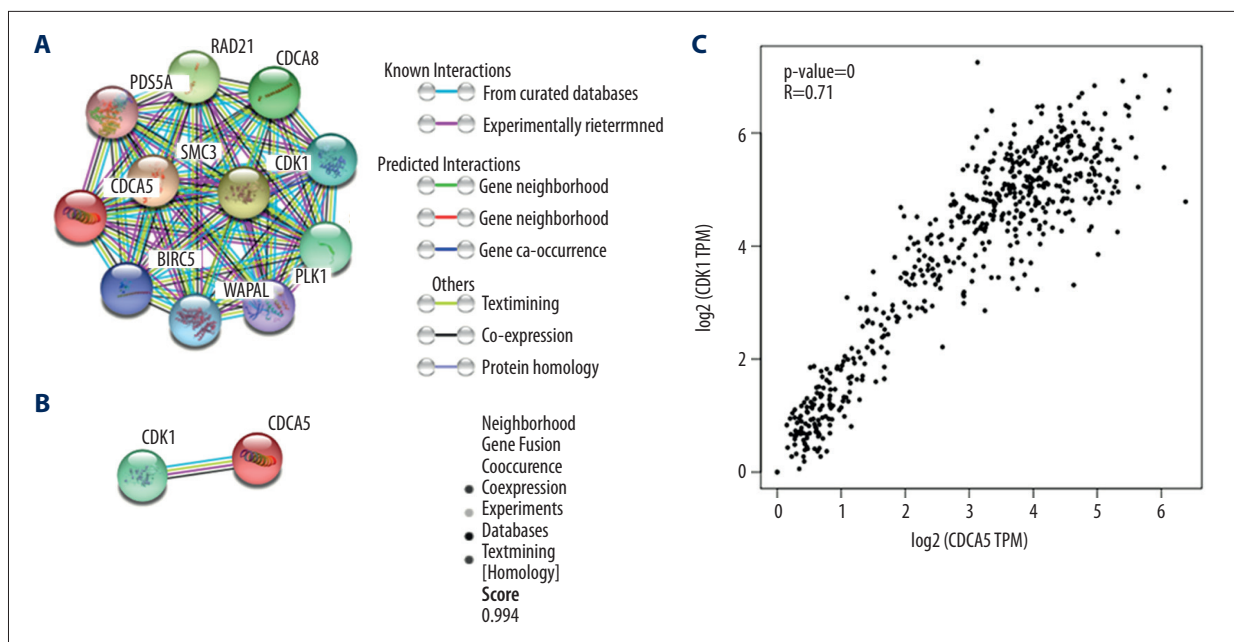 A
RAD21
CDCA8
PDS5A
SMC3
CDK1
CDCA5
BIRC5
WAPAL
PLK1
Known Interactions
From curated databases
Experimentally rieterrmned
Predicted Interactions
Gene neighborhood
Gene neighborhood
Gene ca-occurrence
Others
Textimining
Co-expression
Protein homology
B
CDK1
CDCA5
Neighborhood
Gene Fusion
Cooccurence
Coexpression
Experiments
Databases
Textmining
[Homology]
Score
0.994
C
p-value=0
R=0.71
log2 (CDK1 TPM)
6
4
2
0
0 1 2 3 4 5 6
log2 (CDCA5 TPM)